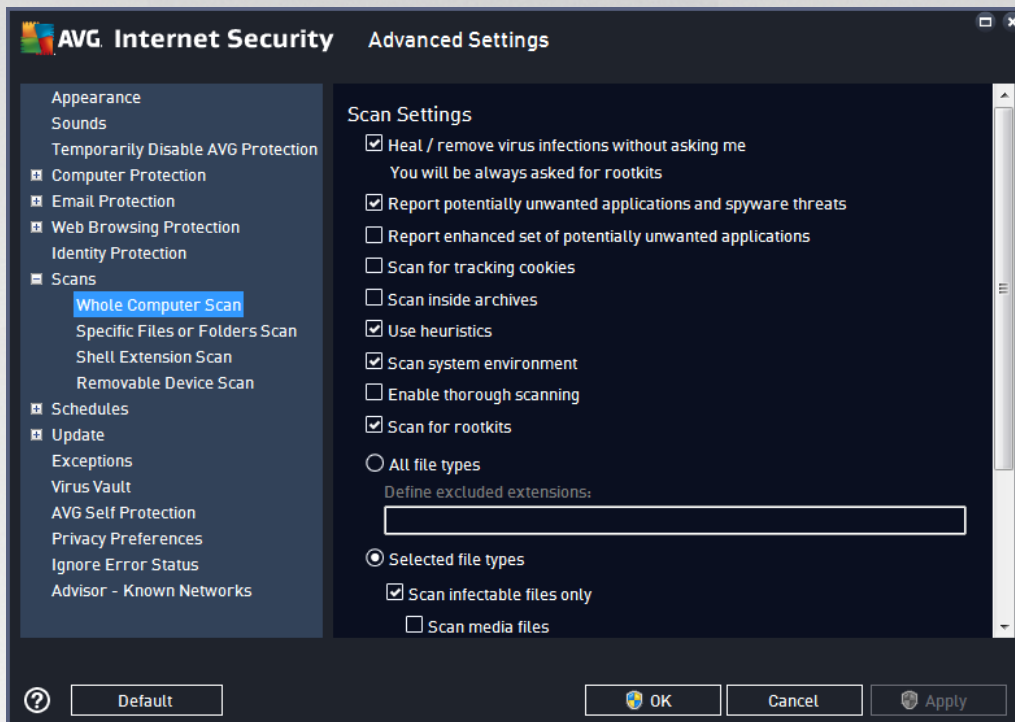 AVG. Internet Security Advanced Settings
Appearance
Sounds
Temporarily Disable AVG Protection
Computer Protection
Email Protection
Web Browsing Protection
Identity Protection
Scans
Whole Computer Scan
Specific Files or Folders Scan
Shell Extension Scan
Removable Device Scan
Schedules
Update
Exceptions
Virus Vault
AVG Self Protection
Privacy Preferences
Ignore Error Status
Advisor - Known Networks
Scan Settings
Heal / remove virus infections without asking me
You will be always asked for rootkits
Report potentially unwanted applications and spyware threats
Report enhanced set of potentially unwanted applications
Scan for tracking cookies
Scan inside archives
Use heuristics
Scan system environment
Enable thorough scanning
Scan for rootkits
All file types
Define excluded extensions:
Selected file types
Scan infectable files only
Scan media files
Default
OK
Cancel
Apply